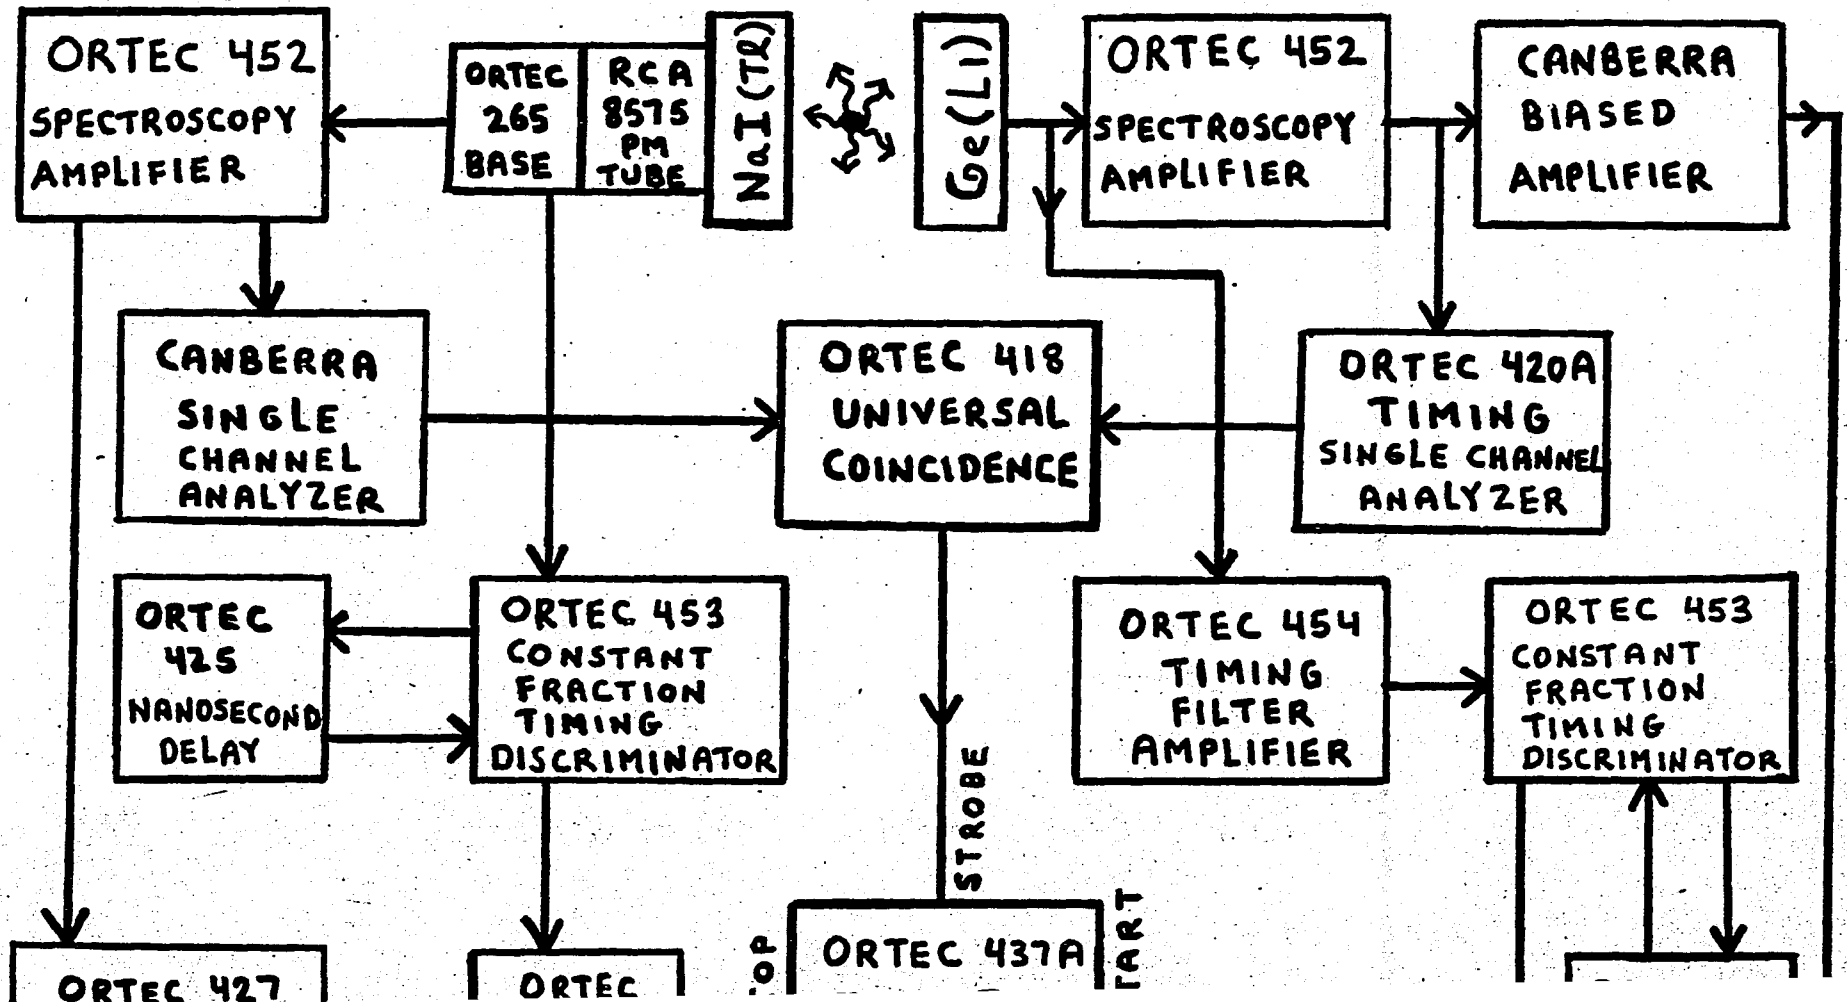 ORTEC 452
SPECTROSCOPY
AMPLIFIER
ORTEC
265
BASE
RCA
8575
PM
TUBE
NaI(TR)
Ge(Li)
ORTEC 452
SPECTROSCOPY
AMPLIFIER
CANBERRA
BIASED
AMPLIFIER
CANBERRA
SINGLE
CHANNEL
ANALYZER
ORTEC 418
UNIVERSAL
COINCIDENCE
ORTEC 420A
TIMING
SINGLE CHANNEL
ANALYZER
ORTEC
425
NANOSECOND
DELAY
ORTEC 453
CONSTANT
FRACTION
TIMING
DISCRIMINATOR
STROBE
ORTEC 454
TIMING
FILTER
AMPLIFIER
ORTEC 453
CONSTANT
FRACTION
TIMING
DISCRIMINATOR
ORTEC 427
ORTEC
OP
ORTEC 437A
TART